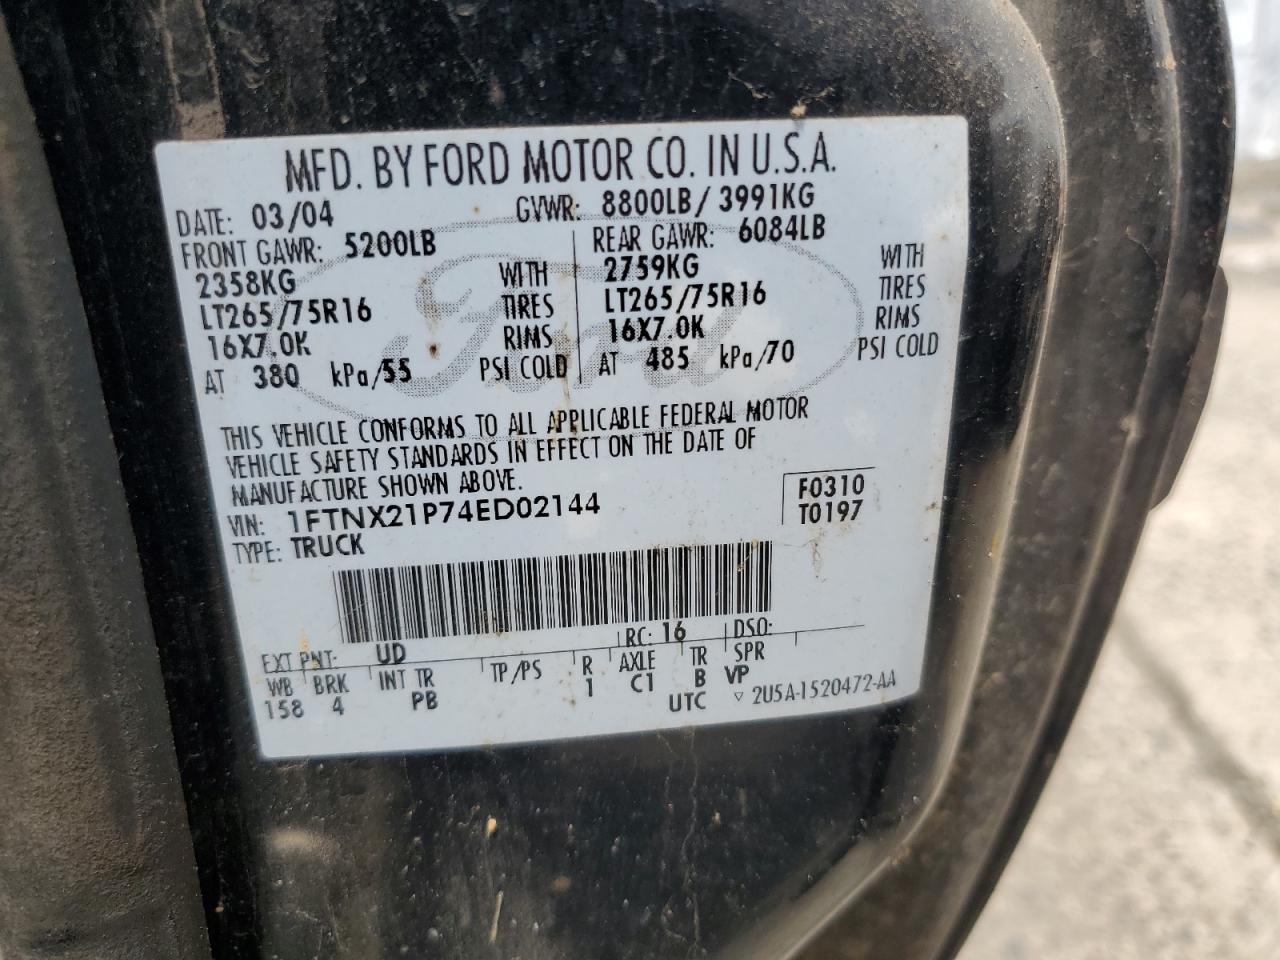 MFD. BY FORD MOTOR CO. IN U.S.A.
DATE: 03/04 GVWR: 8800LB/3991KG
FRONT GAWR: 5200LB REAR GAWR: 6084LB
2358KG WITH 2759KG WITH
LT265/75R16 TIRES LT265/75R16 TIRES
16X7.0K RIMS 16X7.0K RIMS
AT 380 kPa/55 PSI COLD AT 485 kPa/70 PSI COLD
Ford
THIS VEHICLE CONFORMS TO ALL APPLICABLE FEDERAL MOTOR
VEHICLE SAFETY STANDARDS IN EFFECT ON THE DATE OF
MANUFACTURE SHOWN ABOVE.
VIN: 1FTNX21P74ED02144 F0310
TYPE: TRUCK T0197
EXT PNT: UD RC: 16 DSO:
WB BRK INT TR TP/PS R AXLE TR SPR
158 4 PB 1 C1 B VP
UTC ▽ 2U5A-1520472-AA